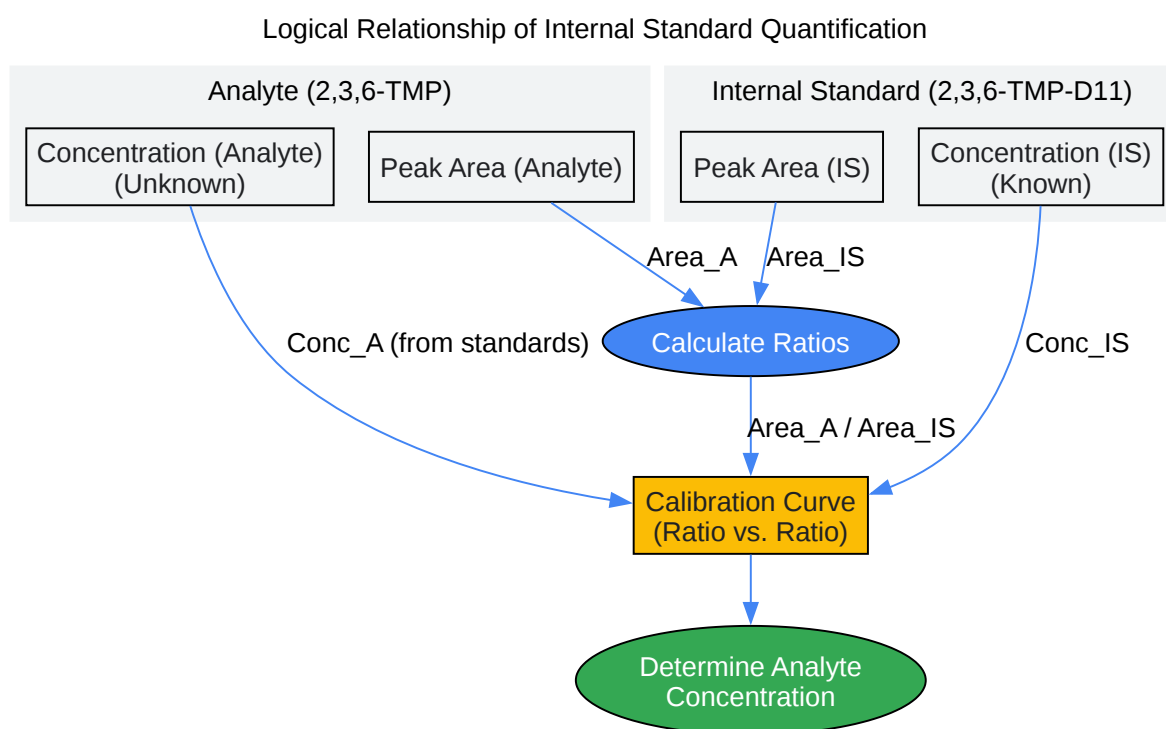 Logical Relationship of Internal Standard Quantification
Analyte (2,3,6-TMP)
Internal Standard (2,3,6-TMP-D11)
Concentration (Analyte)
(Unknown)
Peak Area (Analyte)
Peak Area (IS)
Concentration (IS)
(Known)
Area_A
Area_IS
Conc_A (from standards)
Calculate Ratios
Conc_IS
Area_A / Area_IS
Calibration Curve
(Ratio vs. Ratio)
Determine Analyte
Concentration